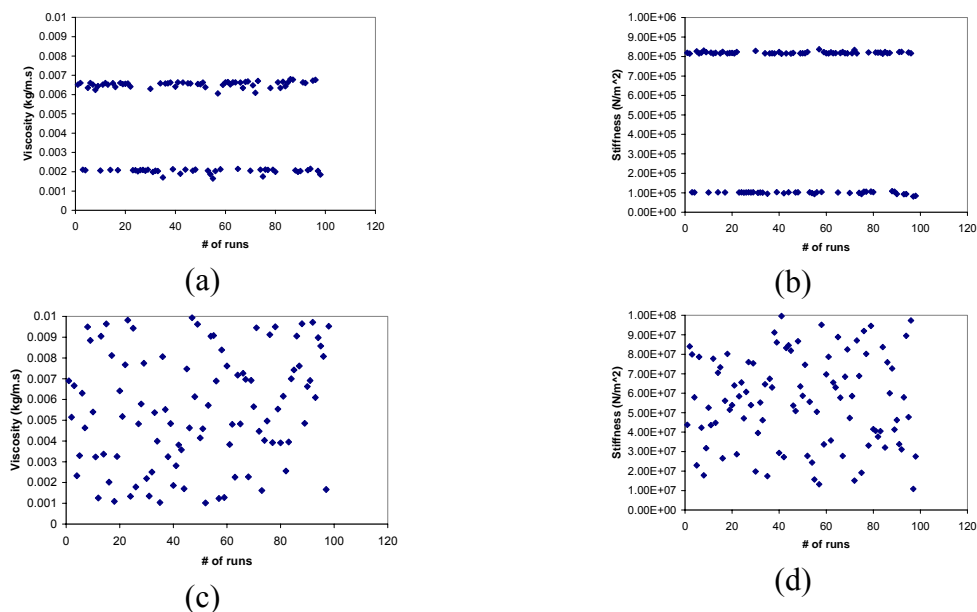 0.01
0.009
0.008
0.007
0.006
0.005
0.004
0.003
0.002
0.001
0
Viscosity (kg/m.s)
0 20 40 60 80 100 120
# of runs
(a)
1.00E+06
9.00E+05
8.00E+05
7.00E+05
6.00E+05
5.00E+05
4.00E+05
3.00E+05
2.00E+05
1.00E+05
0.00E+00
Stiffness (N/m^2)
0 20 40 60 80 100 120
# of runs
(b)
0.01
0.009
0.008
0.007
0.006
0.005
0.004
0.003
0.002
0.001
0
Viscosity (kg/m.s)
0 20 40 60 80 100 120
# of runs
(c)
1.00E+08
9.00E+07
8.00E+07
7.00E+07
6.00E+07
5.00E+07
4.00E+07
3.00E+07
2.00E+07
1.00E+07
0.00E+00
Stiffness (N/m^2)
0 20 40 60 80 100 120
# of runs
(d)